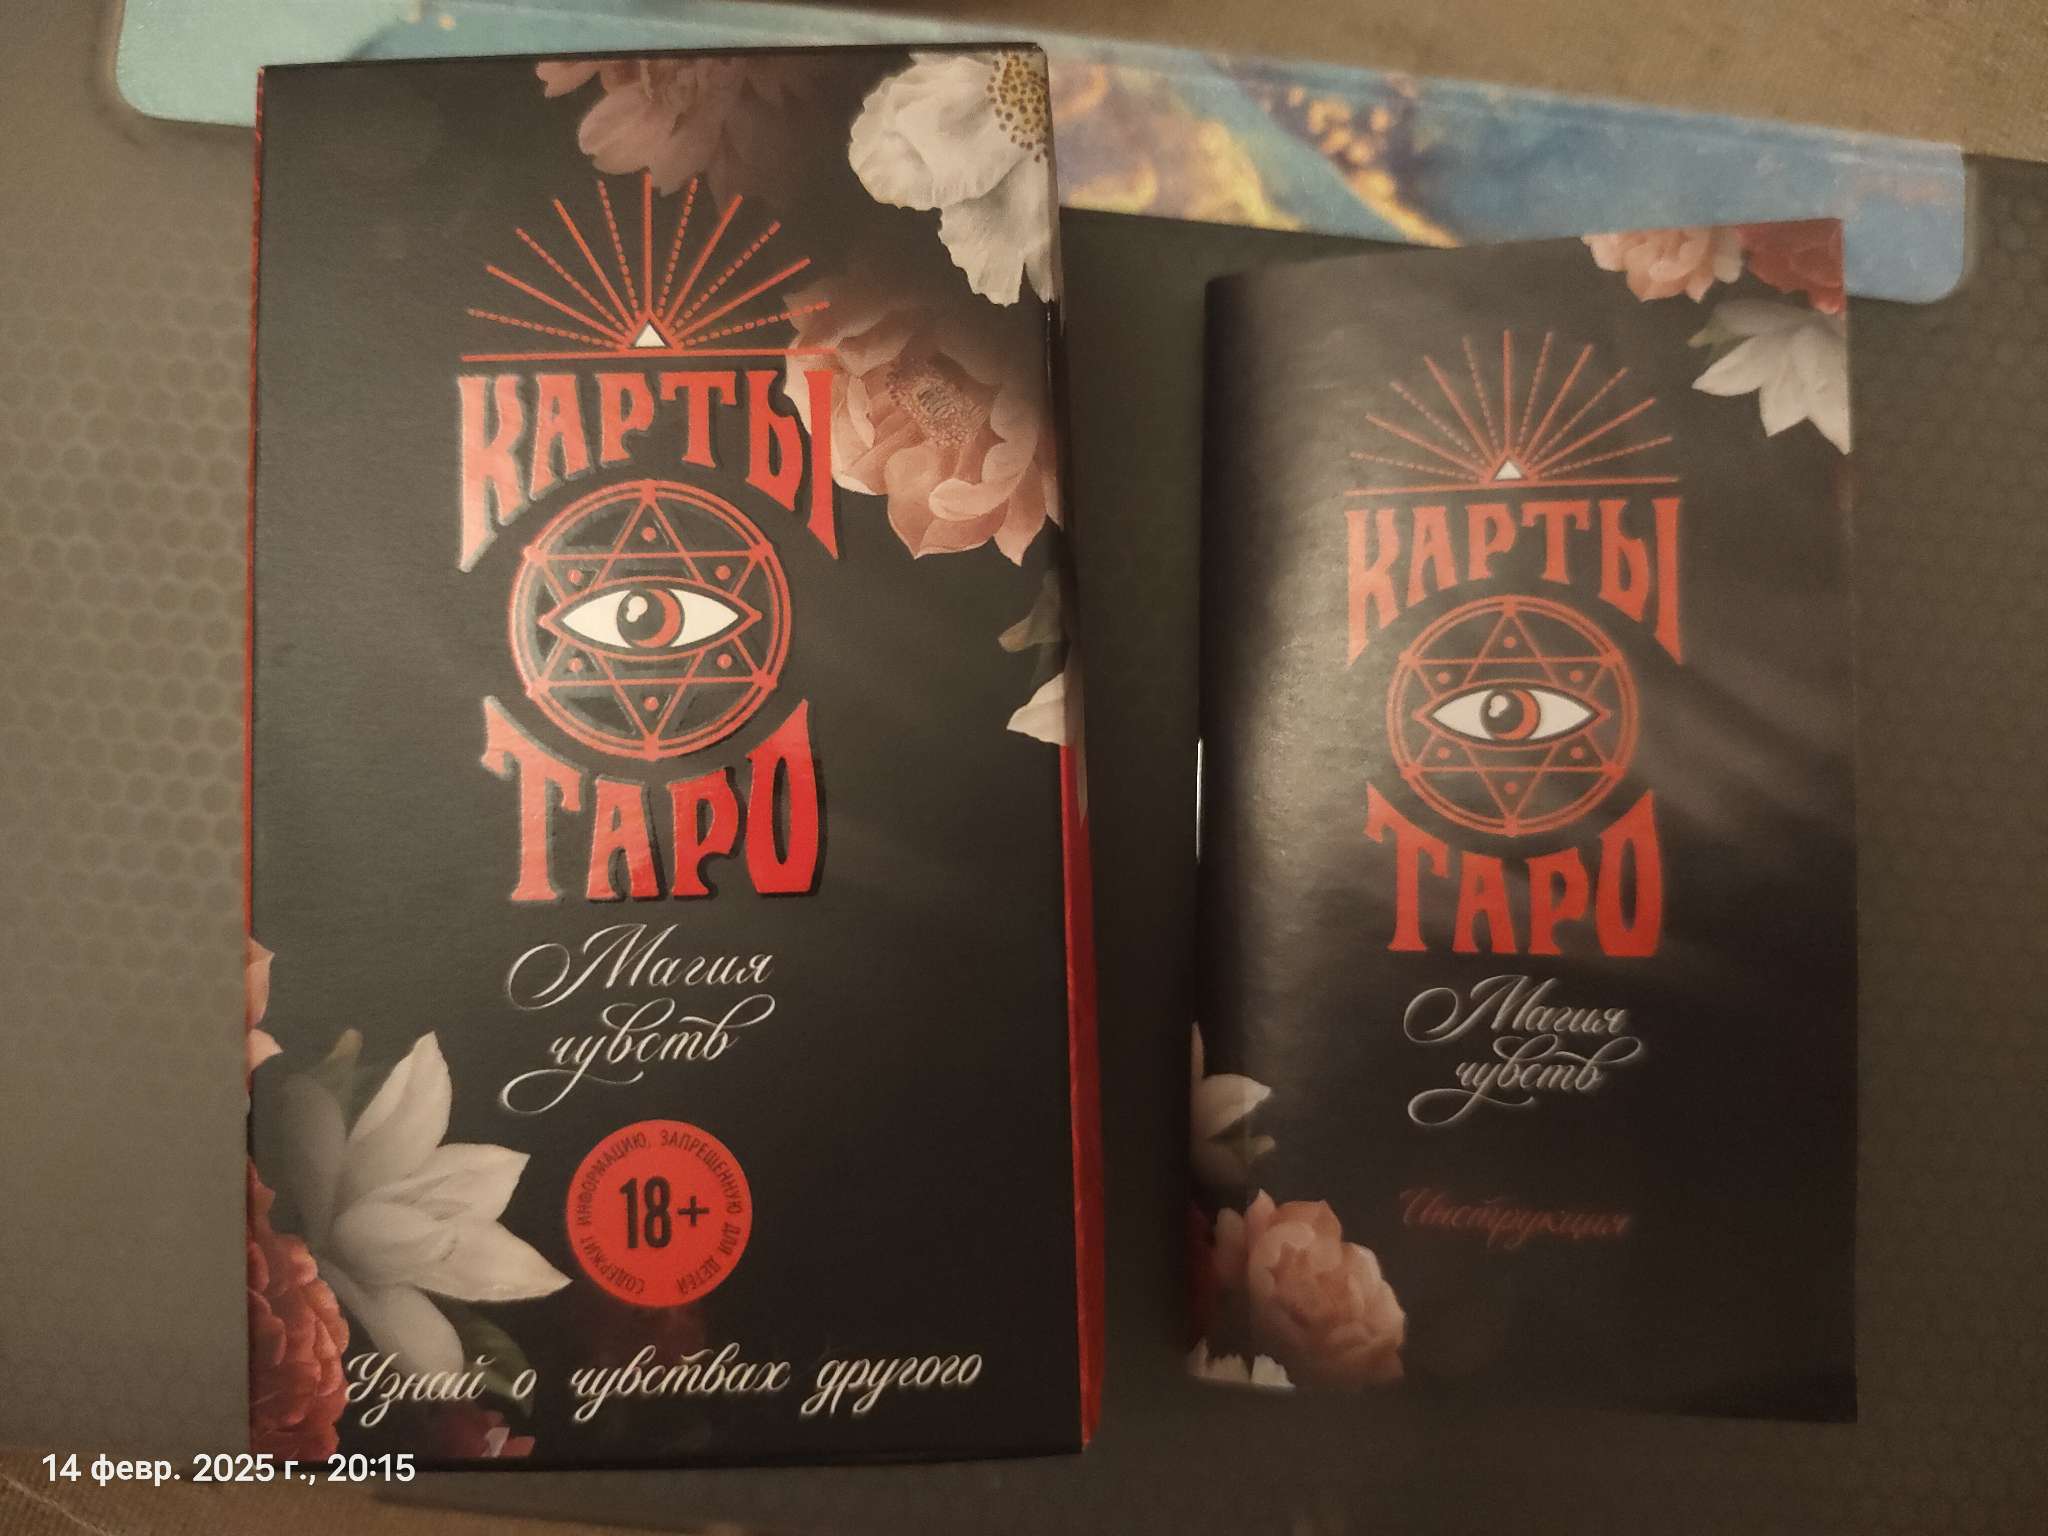 КАРТЫ
ТАРО
Магия
чувств
СОДЕРЖИТ ИНФОРМАЦИЮ, ЗАПРЕЩЕННУЮ ДЛЯ ДЕТЕЙ
18+
Узнай о чувствах другого
КАРТЫ
ТАРО
Магия
чувств
Инструкция
14 февр. 2025 г., 20:15